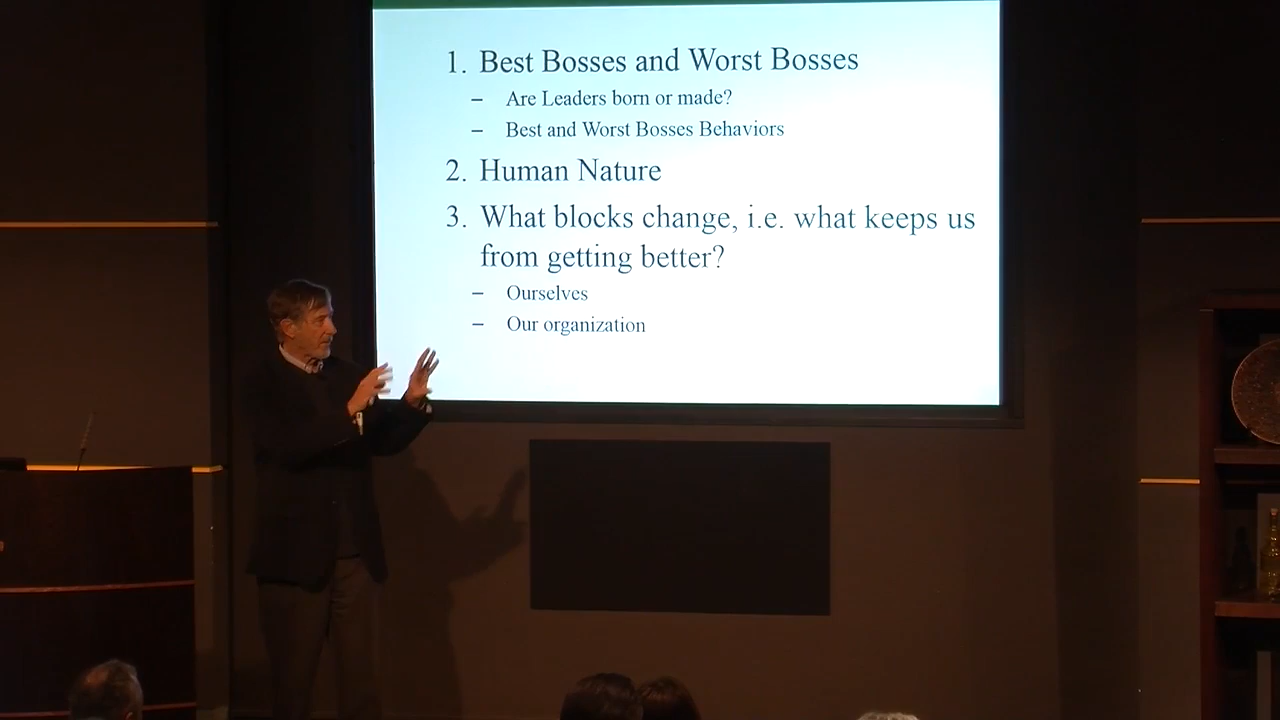 1. Best Bosses and Worst Bosses
– Are Leaders born or made?
– Best and Worst Bosses Behaviors
2. Human Nature
3. What blocks change, i.e. what keeps us
from getting better?
– Ourselves
– Our organization